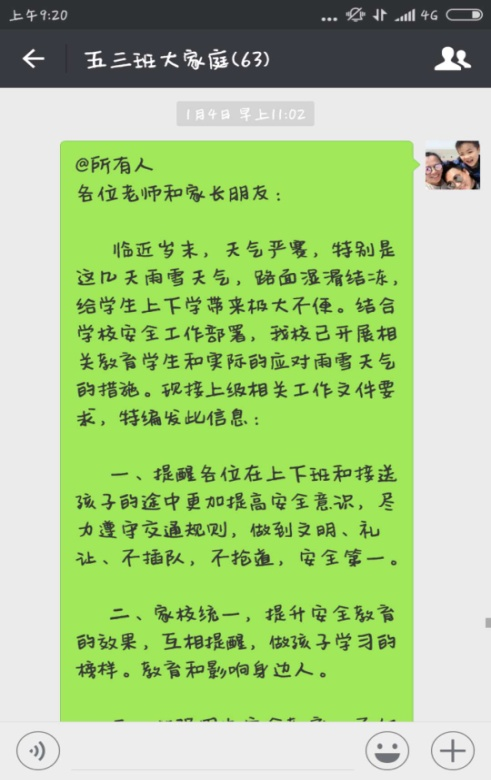 上午9:20
... 4G
五三班大家庭(63)
1月4日 早上11:02
@所有人
各位老师和家长朋友：
临近岁末，天气严寒，特别是
这几天雨雪天气，路面湿滑结冻，
给学生上下学带来极大不便。结合
学校安全工作部署，我校已开展相
关教育学生和实际的应对雨雪天气
的措施。现接上级相关工作文件要
求，特编发此信息：
一、提醒各位在上下班和接送
孩子的途中更加提高安全意识，尽
力遵守交通规则，做到文明、礼
让、不插队，不抢道，安全第一。
二、家校统一，提升安全教育
的效果，互相提醒，做孩子学习的
榜样。教育和影响身边人。